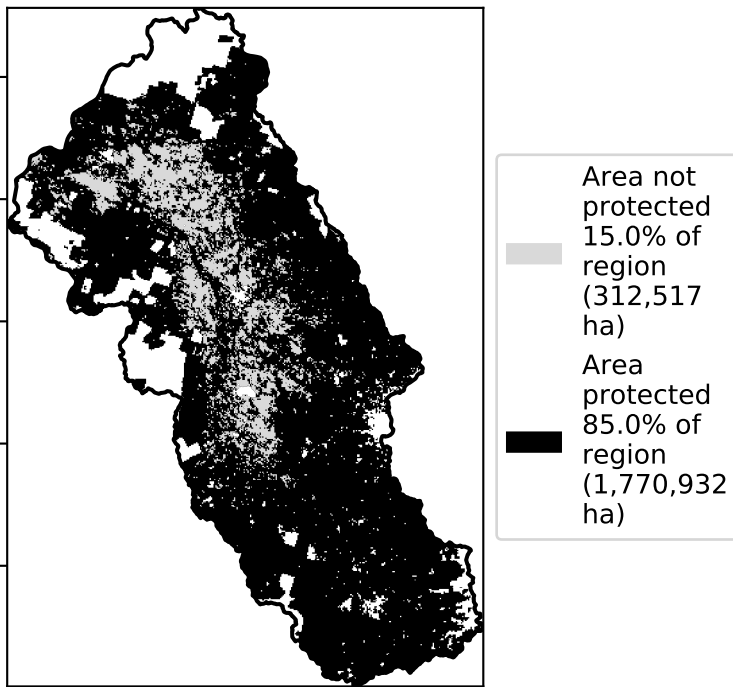 Area not
protected
15.0% of
region
(312,517
ha)
Area
protected
85.0% of
region
(1,770,932
ha)